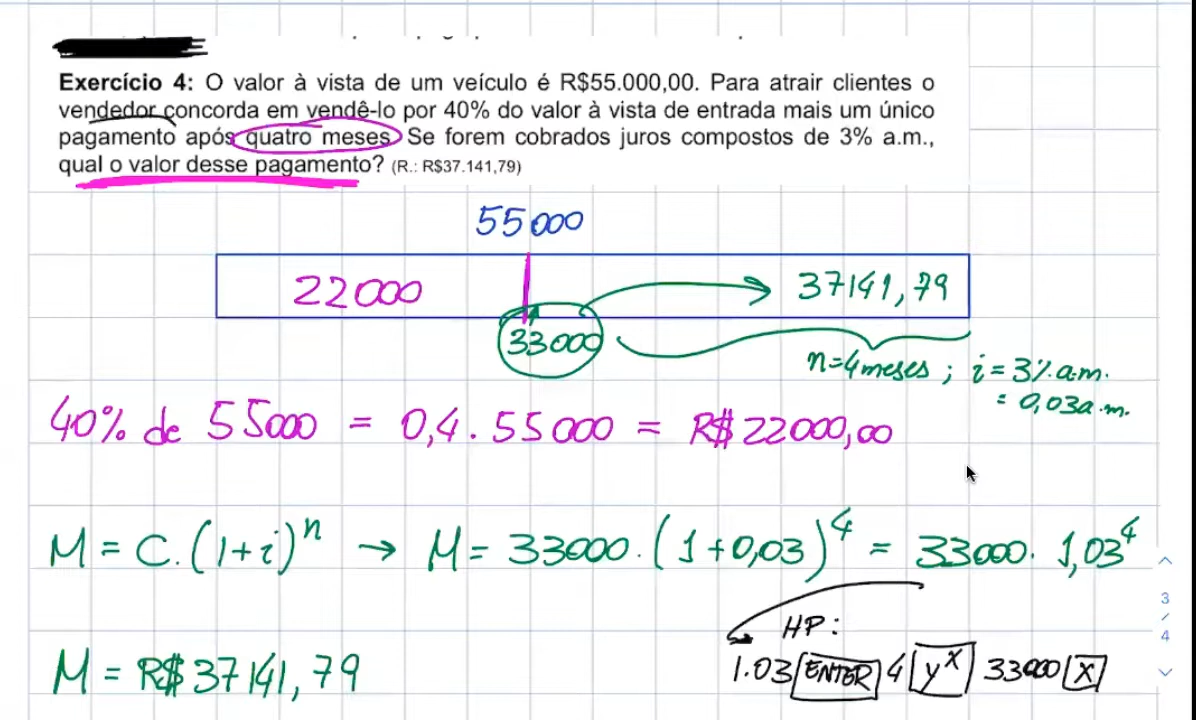 Exercício 4: O valor à vista de um veículo é R$55.000,00. Para atrair clientes o
vendedor concorda em vendê-lo por 40% do valor à vista de entrada mais um único
pagamento após quatro meses. Se forem cobrados juros compostos de 3% a.m.,
qual o valor desse pagamento? (R.: R$37.141,79)
55000
22000
37141,79
33000
n=4meses ; i = 3% a.m.
= 0,03a.m.
40% de 55000 = 0,4 . 55000 = R$22000,00
M = C.(1+i)^n → M = 33000.(1+0,03)^4 = 33000. 1,03^4
3
/
4
HP:
1.03 ENTER 4 y^x 33000 x
M = R$37141,79